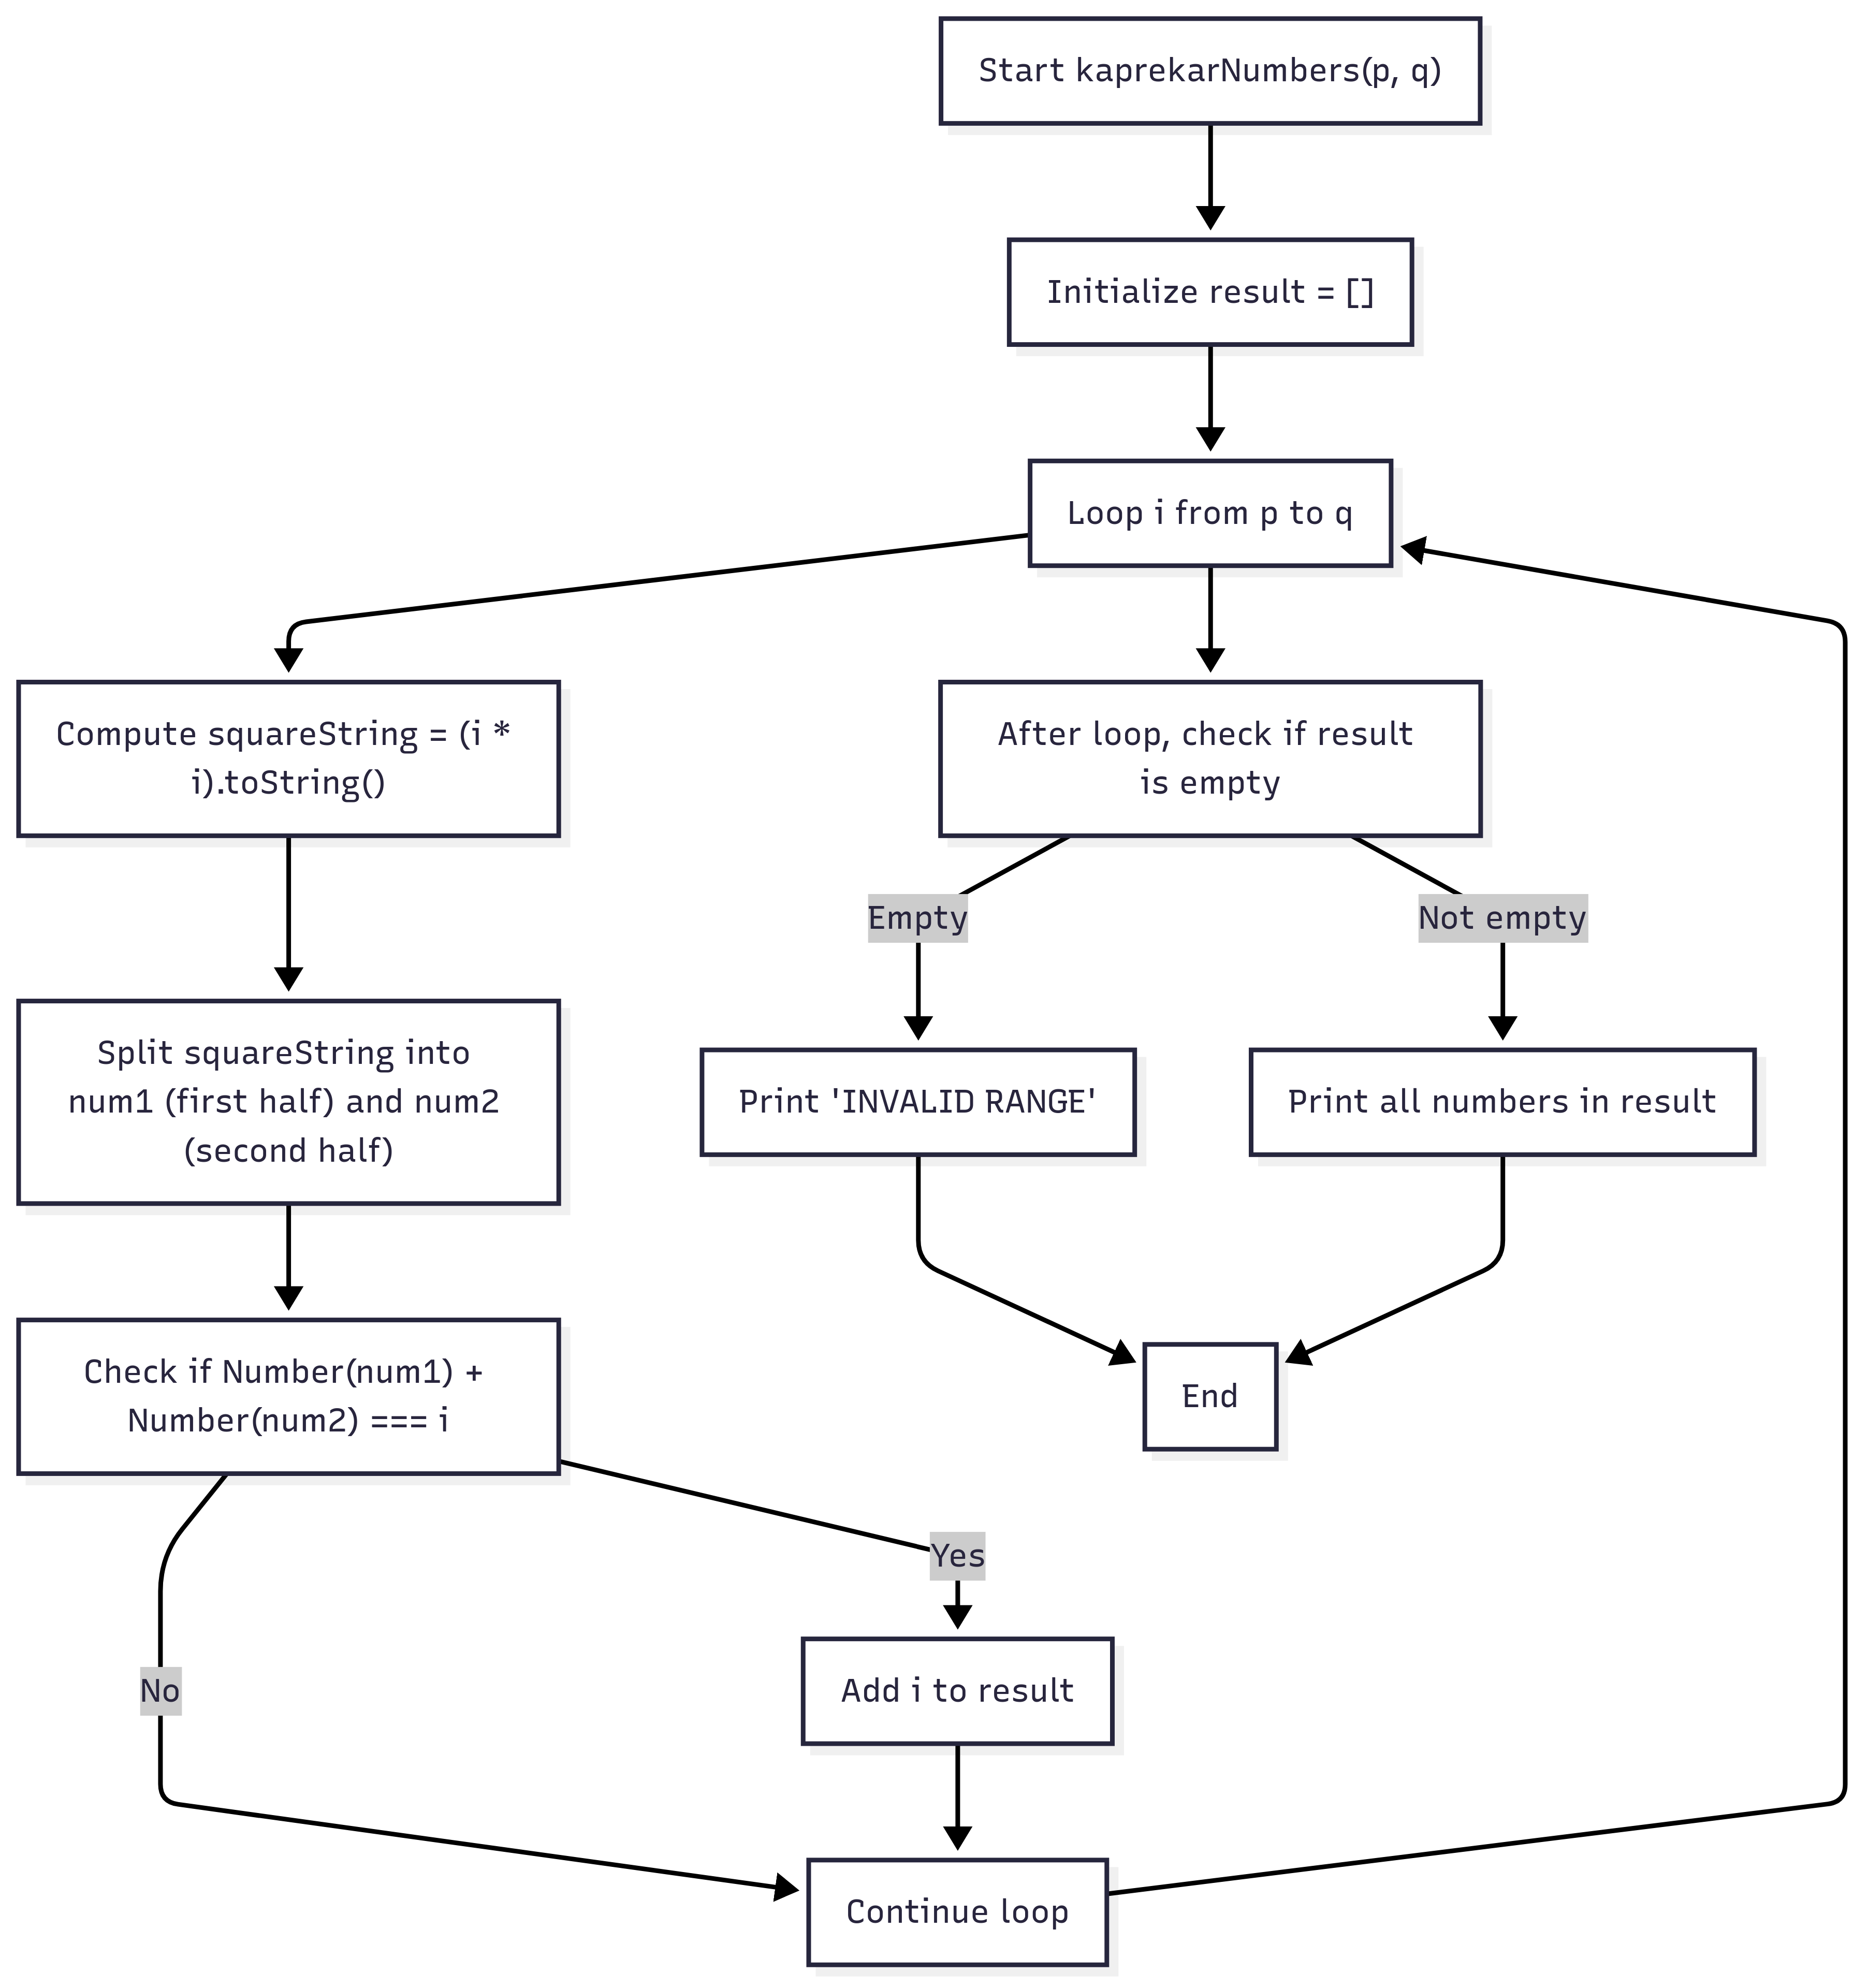 Start kaprekarNumbers(p, q)
Initialize result = []
Loop i from p to q
Compute squareString = (i *
i).toString()
After loop, check if result
is empty
Empty
Not empty
Split squareString into
num1 (first half) and num2
(second half)
Print 'INVALID RANGE'
Print all numbers in result
Check if Number(num1) +
Number(num2) === i
End
Yes
No
Add i to result
Continue loop